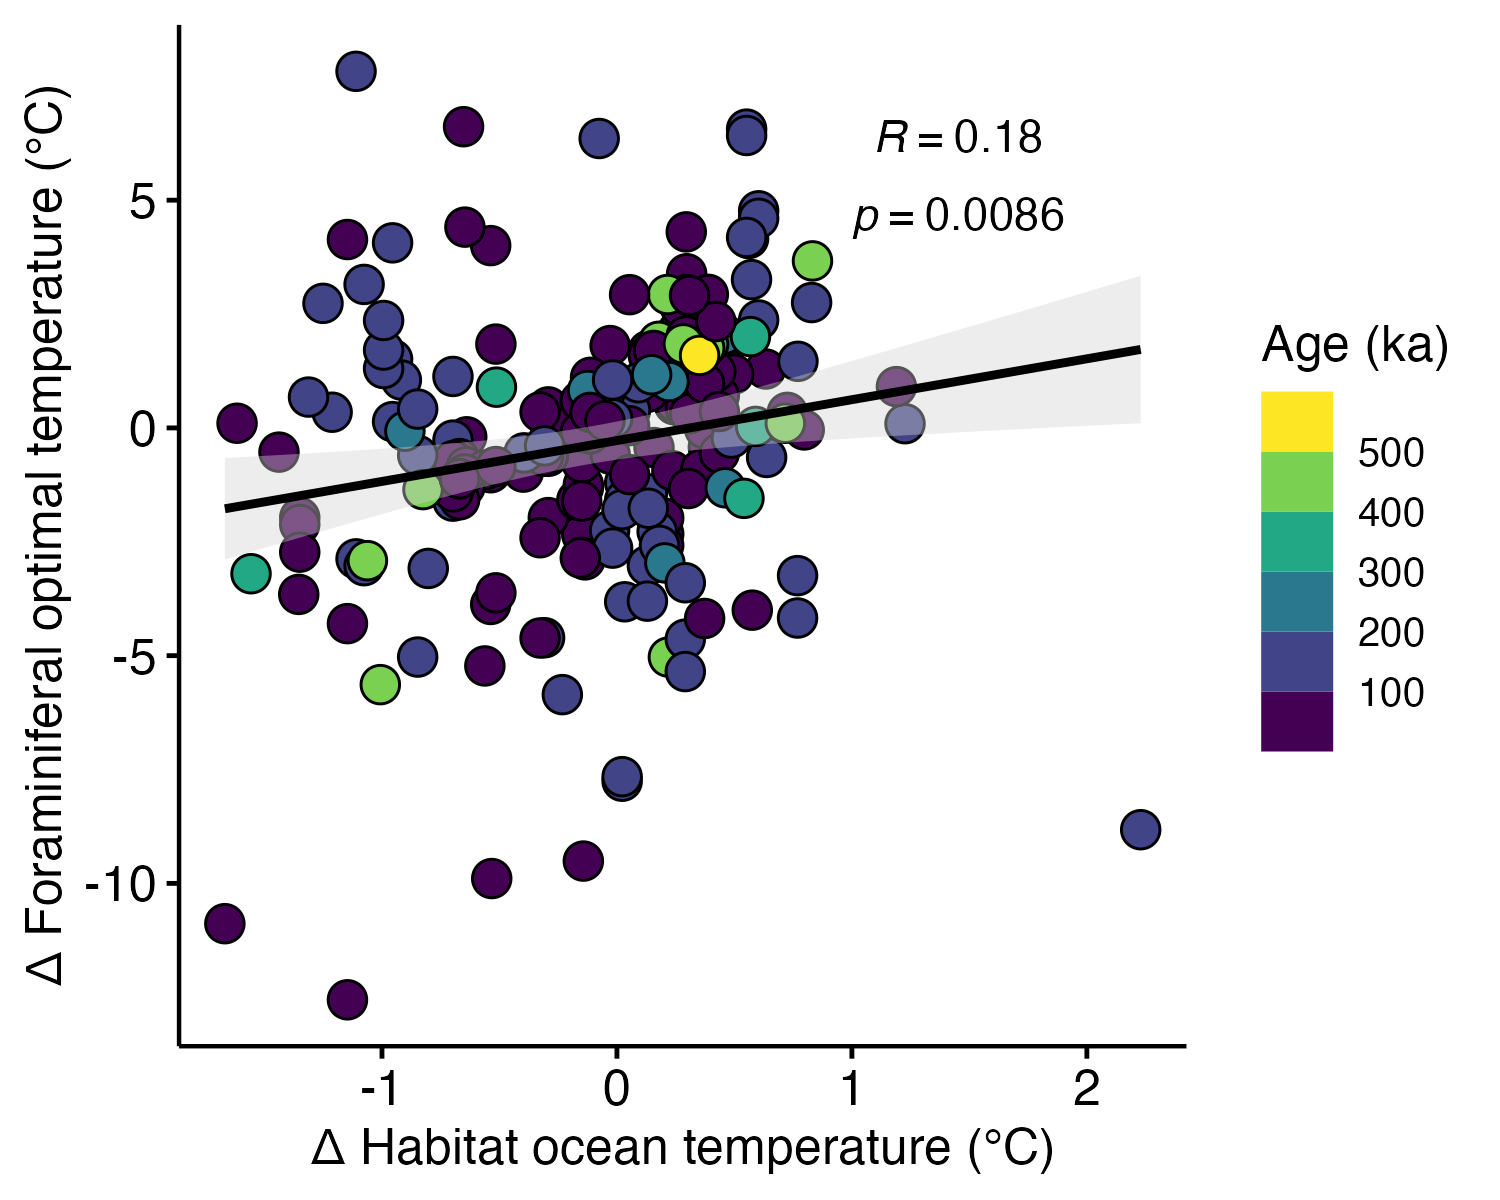 Δ Foraminiferal optimal temperature (°C)
5
0
-5
-10
R = 0.18
p = 0.0086
Age (ka)
500
400
300
200
100
-1
0
1
2
Δ Habitat ocean temperature (°C)